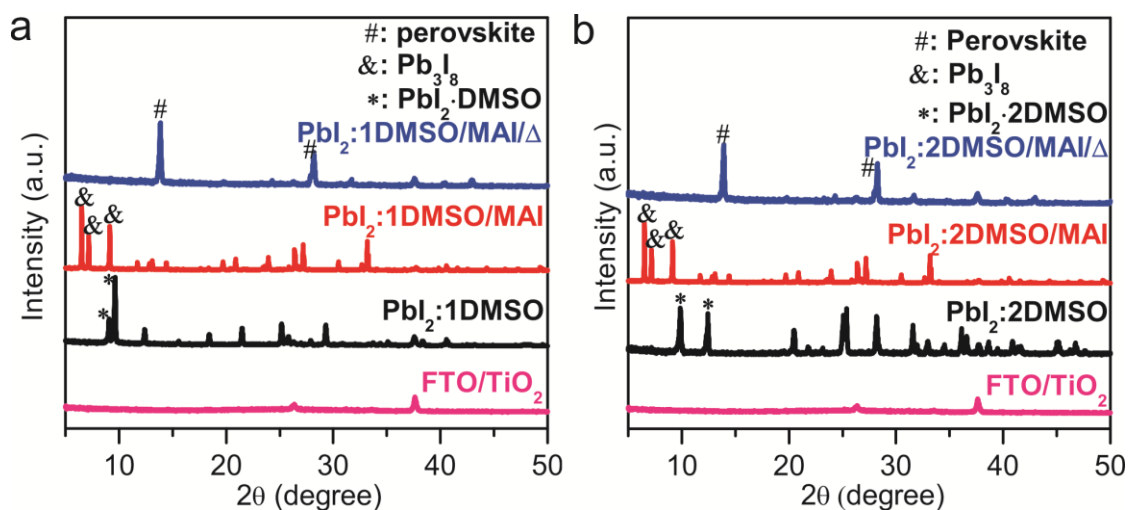 a
#: perovskite
&: Pb₃I₈
*: PbI₂·DMSO
#
PbI₂:1DMSO/MAI/Δ
#
& & &
PbI₂:1DMSO/MAI
* *
PbI₂:1DMSO
FTO/TiO₂
Intensity (a.u.)
10 20 30 40 50
2θ (degree)
b
#: Perovskite
&: Pb₃I₈
*: PbI₂·2DMSO
#
PbI₂:2DMSO/MAI/Δ
#
& & &
PbI₂:2DMSO/MAI
* *
PbI₂:2DMSO
FTO/TiO₂
Intensity (a.u.)
10 20 30 40 50
2θ (degree)